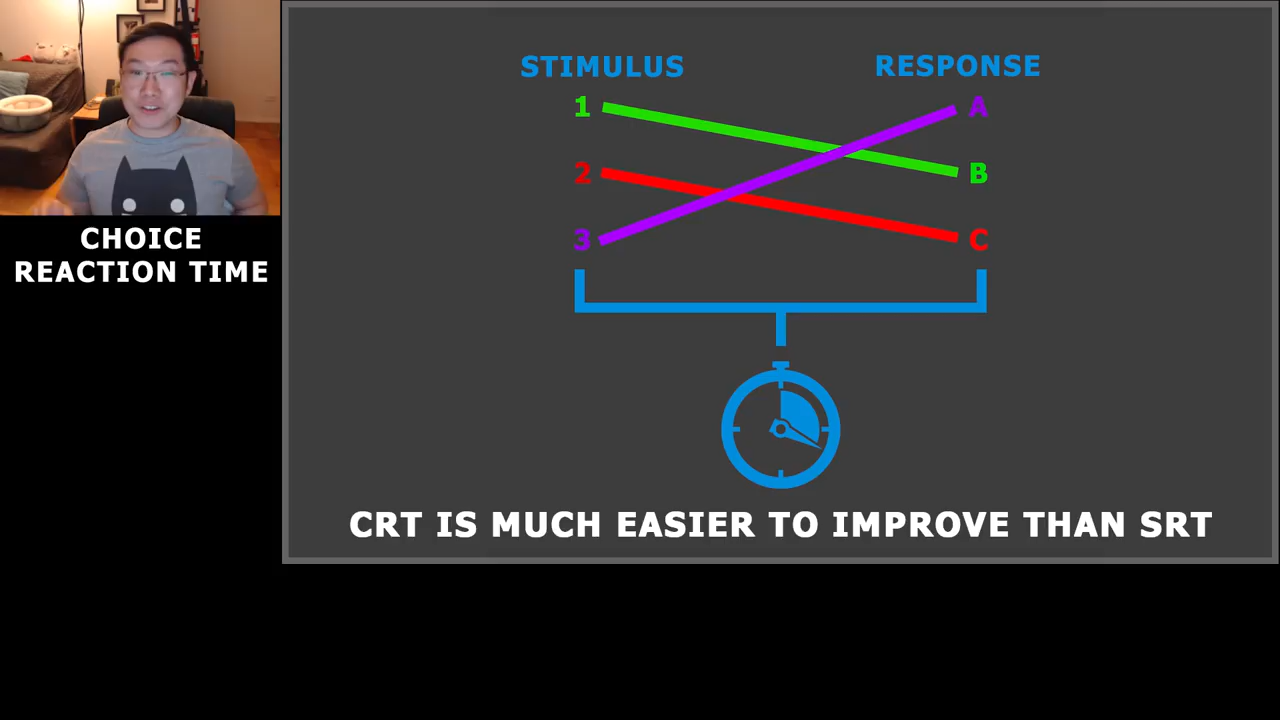 CHOICE
REACTION TIME
STIMULUS RESPONSE
1 A
2 B
3 C
CRT IS MUCH EASIER TO IMPROVE THAN SRT